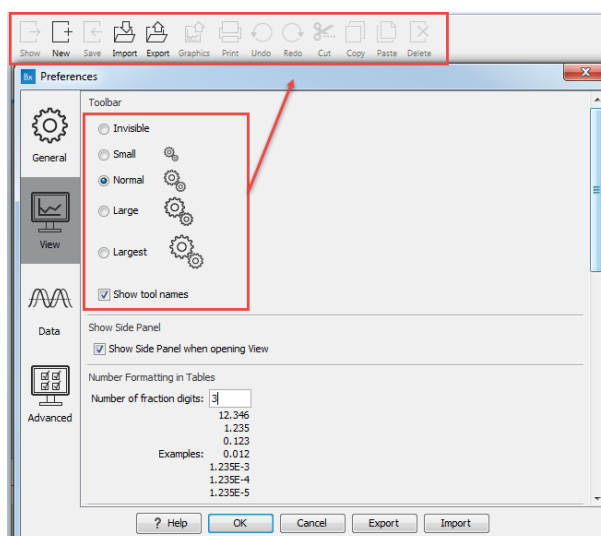 Show New Save Import Export Graphics Print Undo Redo Cut Copy Paste Delete
Bx Preferences
Toolbar
Invisible
General
Small
Normal
Large
View
Largest
Show tool names
Data
Show Side Panel
Show Side Panel when opening View
Number Formatting in Tables
Number of fraction digits: 3
Advanced
12.346
1.235
0.123
Examples: 0.012
1.235E-3
1.235E-4
1.235E-5
? Help OK Cancel Export Import